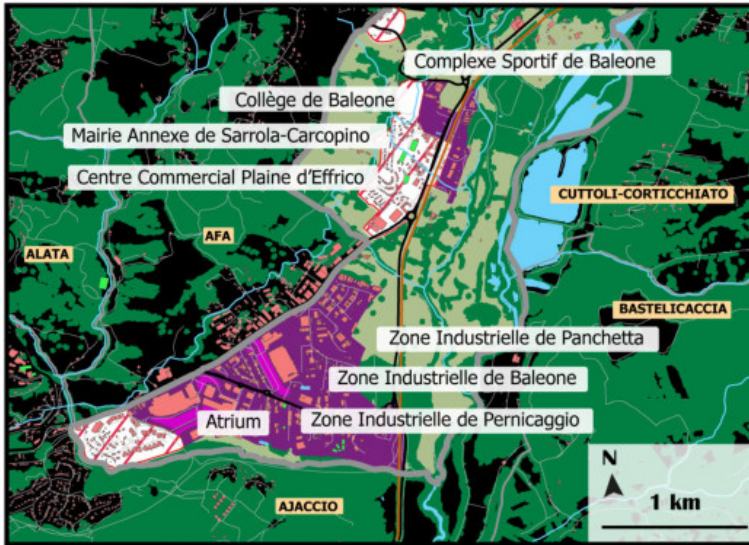 Complexe Sportif de Baleone
Collège de Baleone
Mairie Annexe de Sarrola-Carcopino
Centre Commercial Plaine d'Effrico
CUTTOLI-CORTICCHIATO
AFA
ALATA
BASTELICACCIA
Zone Industrielle de Panchetta
Zone Industrielle de Baleone
Atrium
Zone Industrielle de Pernicaggio
N
1 km
AJACCIO